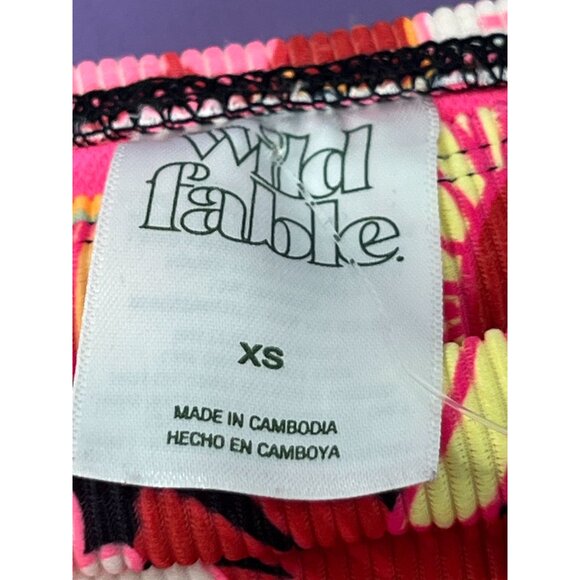 wild
fable.
XS
MADE IN CAMBODIA
HECHO EN CAMBOYA